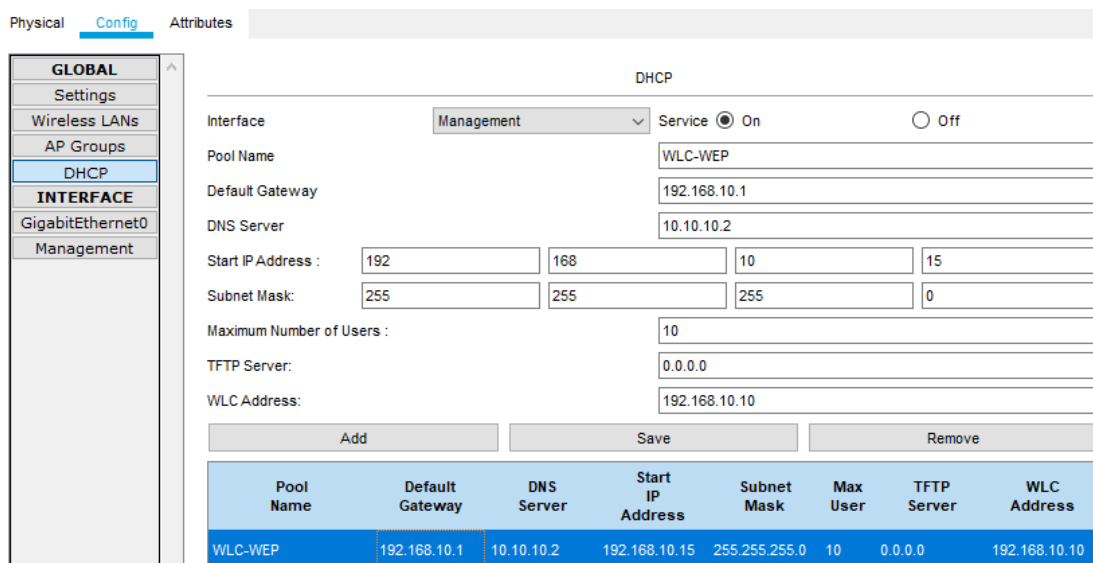 Physical Config Attributes
GLOBAL
Settings
Wireless LANs
AP Groups
DHCP
INTERFACE
GigabitEthernet0
Management
DHCP
Interface Management Service On Off
Pool Name WLC-WEP
Default Gateway 192.168.10.1
DNS Server 10.10.10.2
Start IP Address : 192 168 10 15
Subnet Mask: 255 255 255 0
Maximum Number of Users : 10
TFTP Server: 0.0.0.0
WLC Address: 192.168.10.10
Add Save Remove
Pool Name Default Gateway DNS Server Start IP Address Subnet Mask Max User TFTP Server WLC Address
WLC-WEP 192.168.10.1 10.10.10.2 192.168.10.15 255.255.255.0 10 0.0.0.0 192.168.10.10